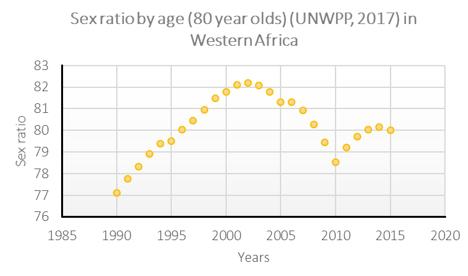 Sex ratio by age (80 year olds) (UNWPP, 2017) in
Western Africa
83
82
81
80
79
78
77
76
Sex ratio
1985 1990 1995 2000 2005 2010 2015 2020
Years